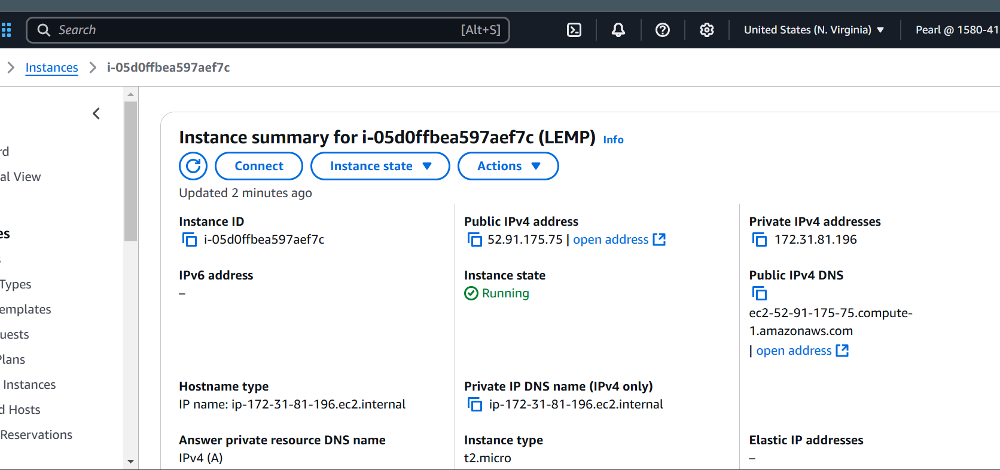 Search [Alt+S] United States (N. Virginia) Pearl @ 1580-41
Instances i-05d0ffbea597aef7c
rd
al View
es
Types
emplates
uests
Plans
Instances
d Hosts
Reservations
Instance summary for i-05d0ffbea597aef7c (LEMP) Info
Connect Instance state Actions
Updated 2 minutes ago
Instance ID
i-05d0ffbea597aef7c
Public IPv4 address
52.91.175.75 | open address
Private IPv4 addresses
172.31.81.196
IPv6 address
–
Instance state
Running
Public IPv4 DNS
ec2-52-91-175-75.compute-
1.amazonaws.com
| open address
Hostname type
IP name: ip-172-31-81-196.ec2.internal
Private IP DNS name (IPv4 only)
ip-172-31-81-196.ec2.internal
Answer private resource DNS name
IPv4 (A)
Instance type
t2.micro
Elastic IP addresses
–